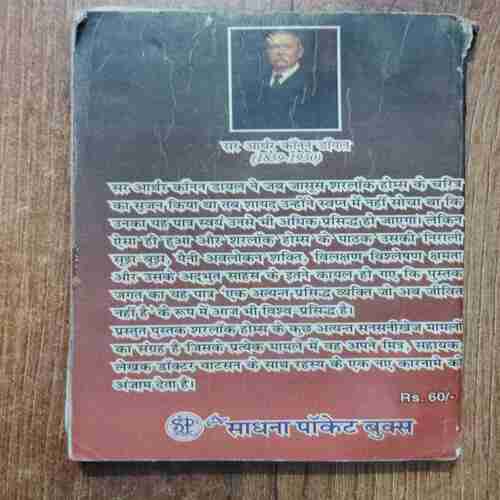 सर आर्थर कॉनन डायल
(1859-1930)
सर आर्थर कॉनन डायल ने जब जासूस शरलॉक होम्स के चरित्र
का सृजन किया था तब शायद उन्होंने स्वप्न में नहीं सोचा था कि
उनका यह पात्र स्वयं उनसे भी अधिक प्रसिद्ध हो जाएगा। लेकिन
ऐसा ही हुआ और शरलॉक होम्स के पाठक उसकी निराली
सूझ बूझ। पैनी अवलोकन शक्ति, विलक्षण विश्लेषण क्षमता
और उसके अदभुत साहस के इतने कायल हो गए कि पुस्तक
जगत का यह पात्र 'एक अत्यन्त प्रसिद्ध व्यक्ति जो अब जीवित
नहीं है' के रूप में आज भी विश्व प्रसिद्ध है।
प्रस्तुत पुस्तक शरलॉक होम्स के कुछ अत्यन्त सनसनीखेज मामलों
का संग्रह है जिसके प्रत्येक मामले में वह अपने मित्र, सहायक,
लेखक डॉक्टर वाटसन के साथ रहस्य के एक नए कारनामे को
अंजाम देता है।
Rs. 60/-
साधना पॉकेट बुक्स